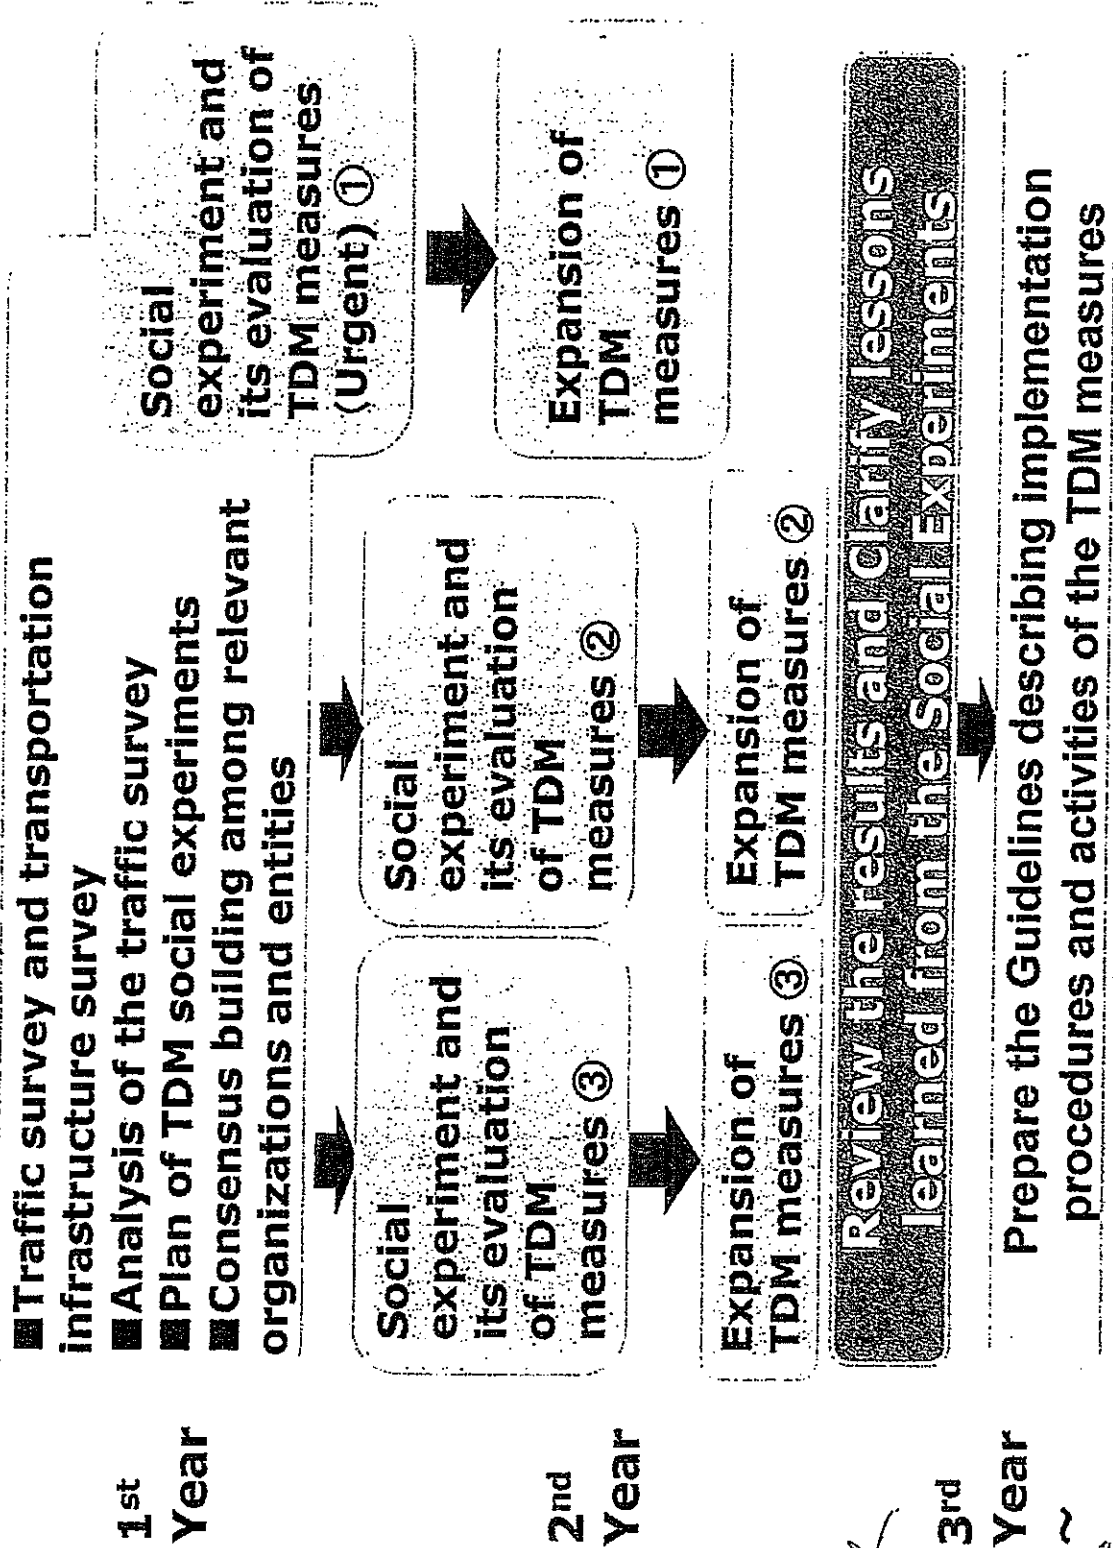 1st
Year
■ Traffic survey and transportation
infrastructure survey
■ Analysis of the traffic survey
■ Plan of TDM social experiments
■ Consensus building among relevant
organizations and entities
Social
experiment and
its evaluation of
TDM measures
(Urgent) ①
2nd
Year
Social
experiment and
its evaluation
of TDM
measures ③
Social
experiment and
its evaluation
of TDM
measures ②
Expansion of
TDM
measures ①
Expansion of
TDM measures ③
Expansion of
TDM measures ②
Review the results and Clarify lessons
learned from the Social Experiments
3rd
Year
~
Prepare the Guidelines describing implementation
procedures and activities of the TDM measures